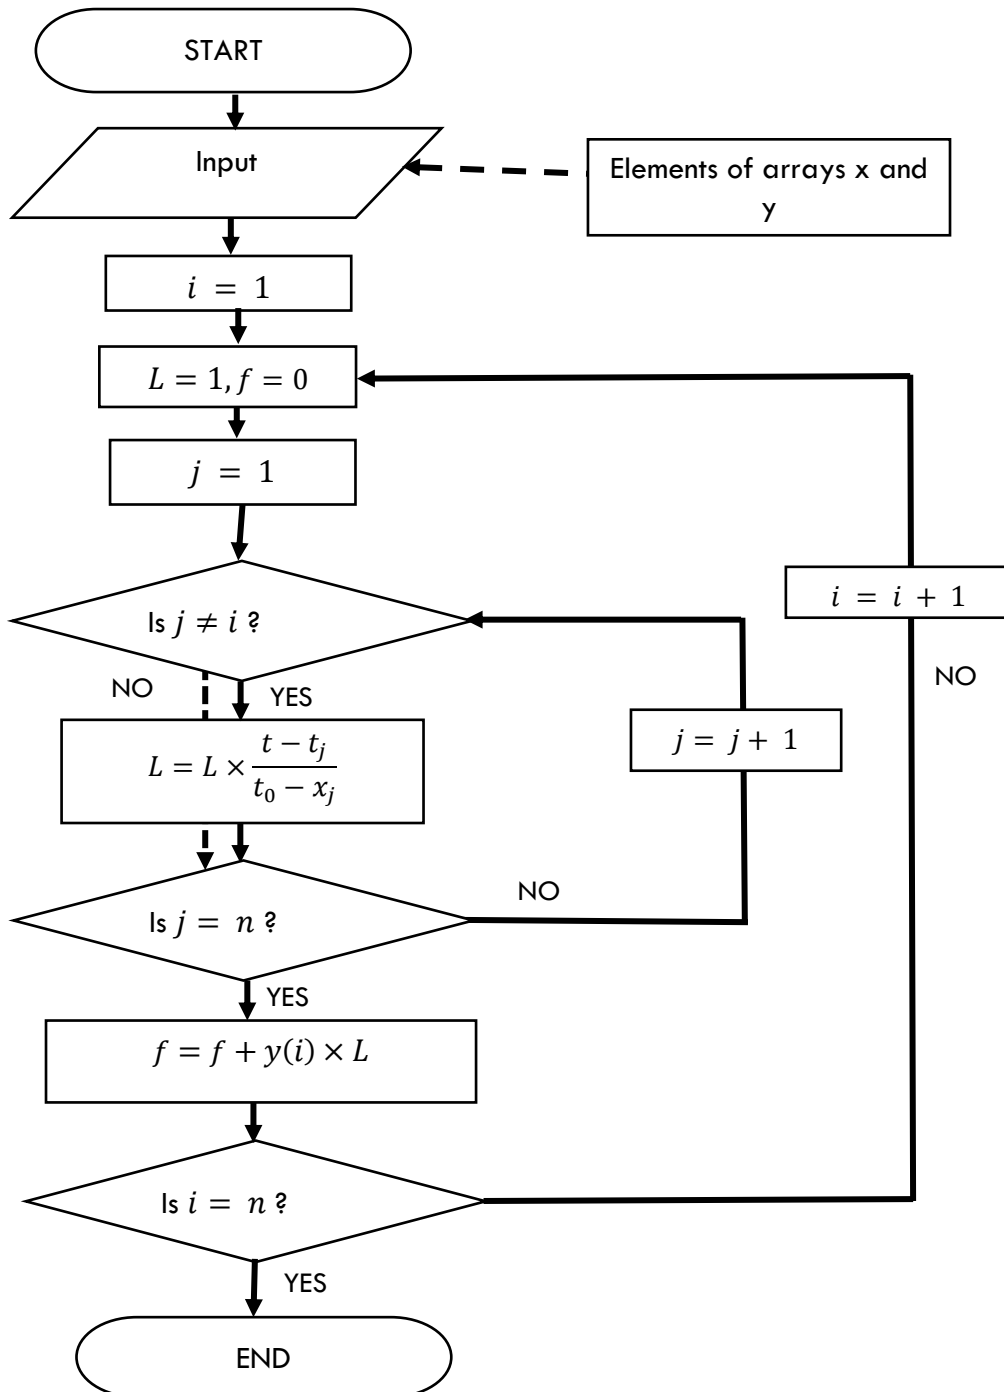 START
Input
Elements of arrays x and
y
i = 1
L = 1, f = 0
j = 1
i = i + 1
Is j ≠ i ?
NO
NO
YES
j = j + 1
L = L × \frac{t − t_j}{t_0 − x_j}
NO
Is j = n ?
YES
f = f + y(i) × L
Is i = n ?
YES
END